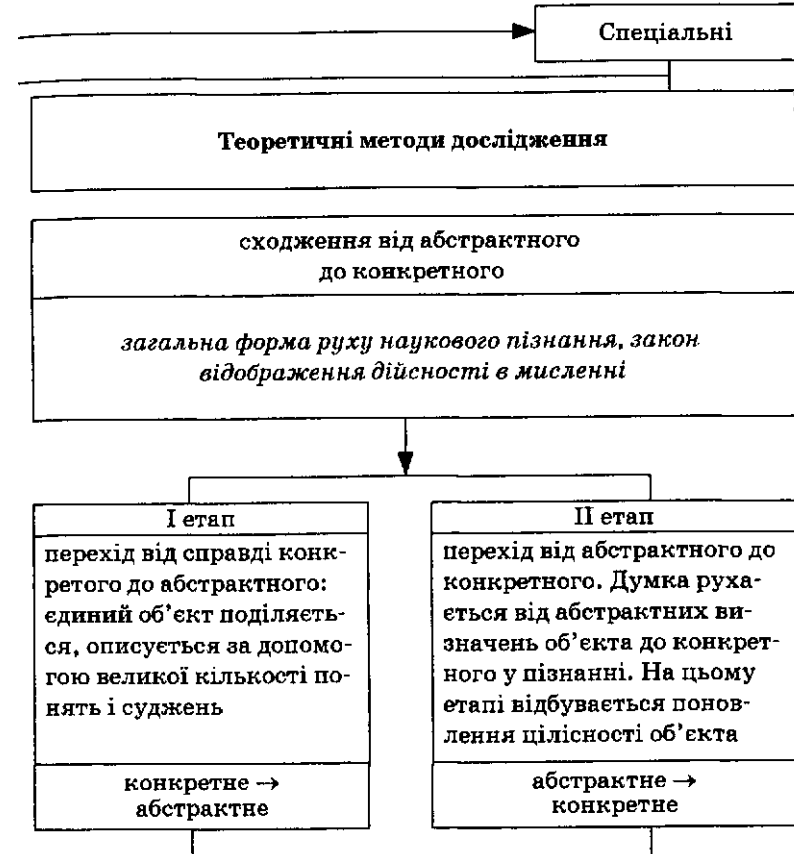 Спеціальні
Теоретичні методи дослідження
сходження від абстрактного
до конкретного
загальна форма руху наукового пізнання, закон
відображення дійсності в мисленні
I етап
перехід від справді конк-
ретого до абстрактного:
єдиний об’єкт поділяєть-
ся, описується за допомо-
гою великої кількості по-
нять і суджень
конкретне →
абстрактне
II етап
перехід від абстрактного до
конкретного. Думка руха-
ється від абстрактних ви-
значень об’єкта до конкрет-
ного у пізнанні. На цьому
етапі відбувається понов-
лення цілісності об’єкта
абстрактне →
конкретне